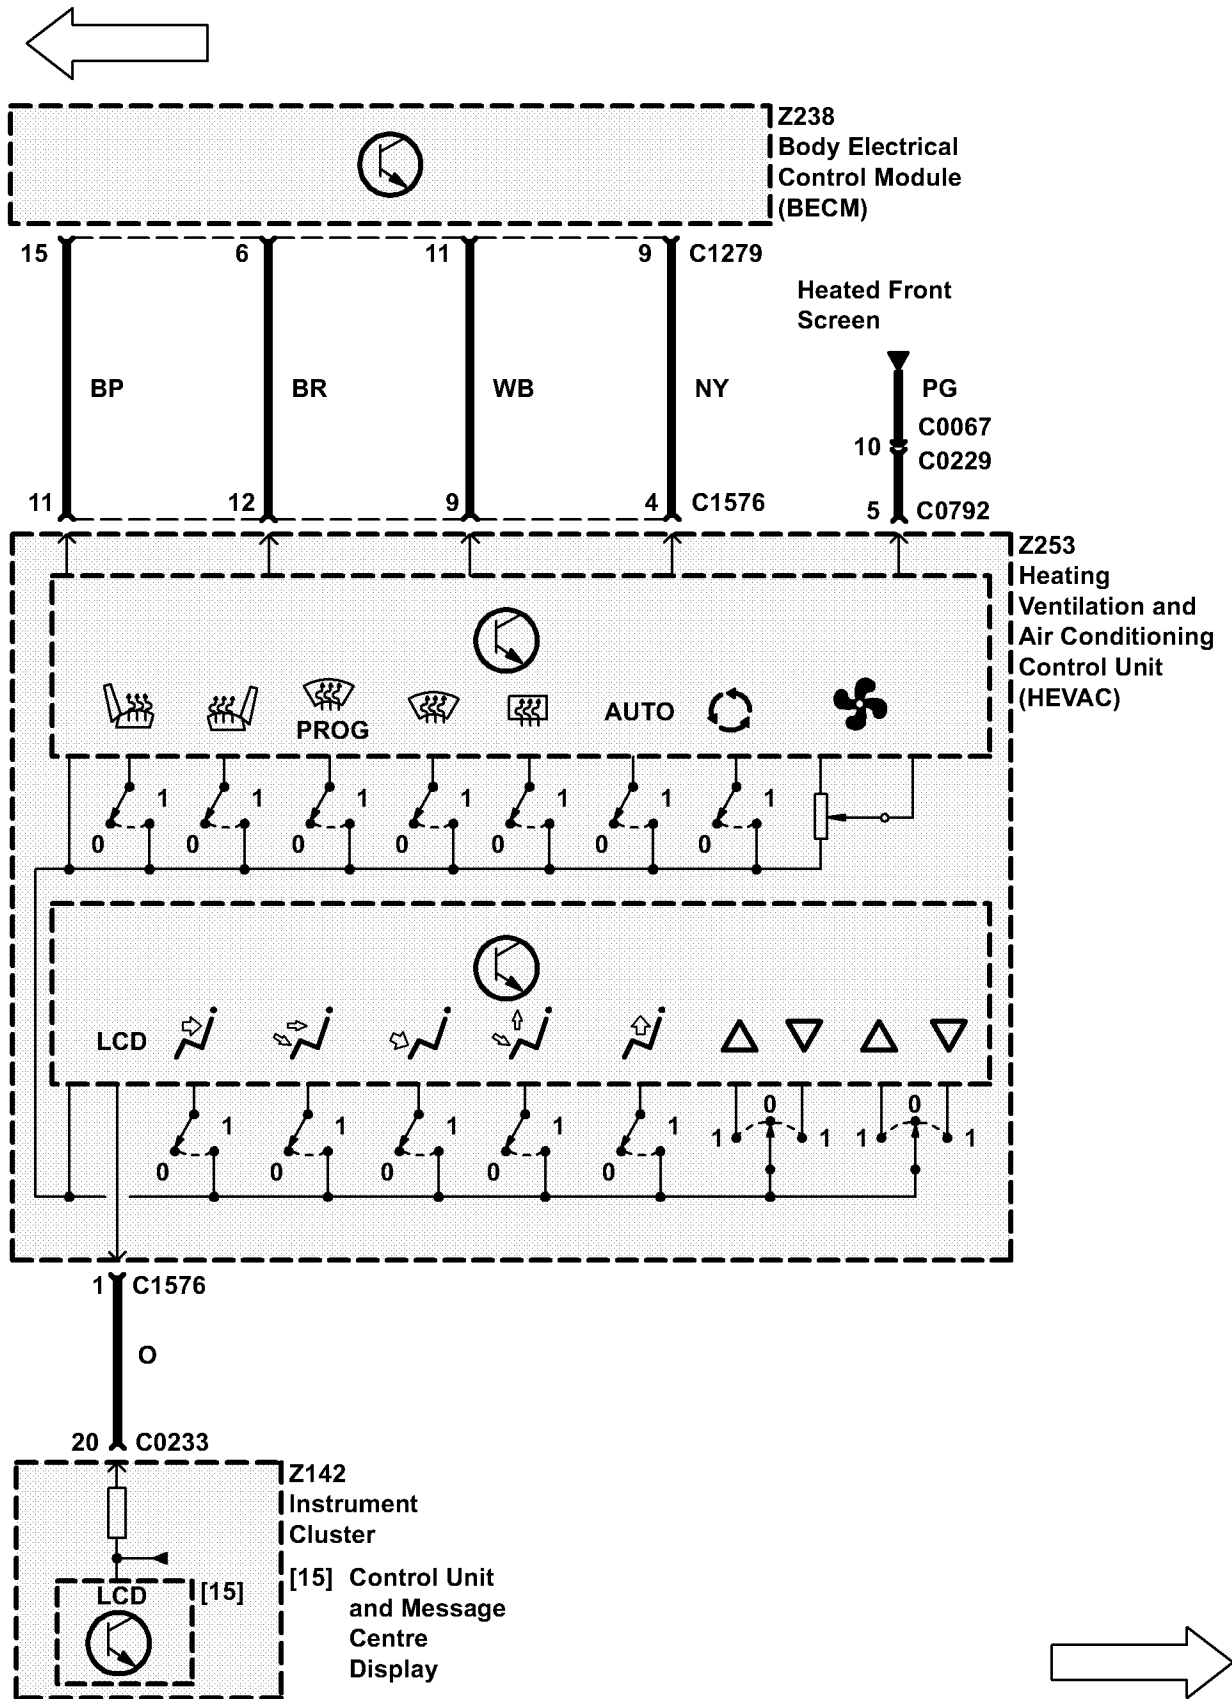 Z238
Body Electrical
Control Module
(BECM)
15 6 11 9 C1279
Heated Front
Screen
BP BR WB NY PG
C0067
10
C0229
11 12 9 4 C1576 5 C0792
Z253
Heating
Ventilation and
Air Conditioning
Control Unit
(HEVAC)
PROG AUTO
1 1 1 1 1 1 1
0 0 0 0 0 0 0
LCD
0 0
1 1 1 1 1 1 1 1 1
0 0 0 0 0
1 C1576
O
20 C0233
Z142
Instrument
Cluster
LCD [15]
[15] Control Unit
and Message
Centre
Display